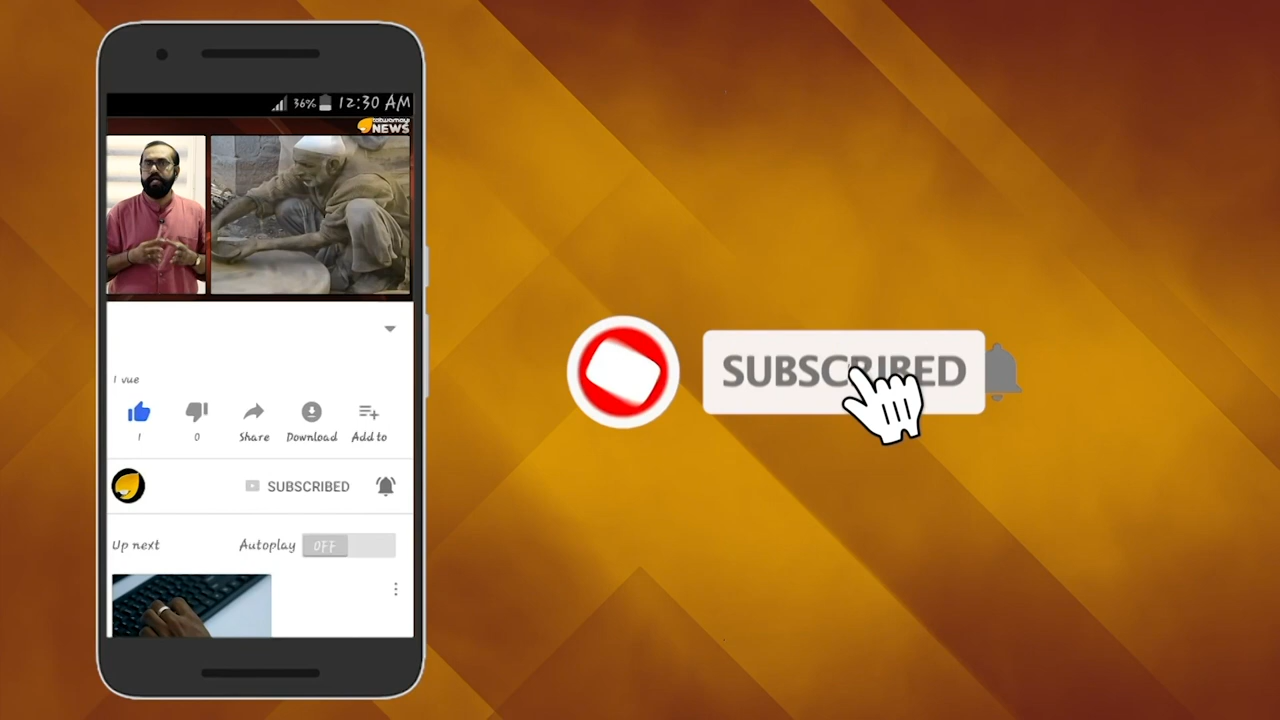 36% 12:30 AM
tatwamayi
NEWS
1 vue
1 0 Share Download Add to
SUBSCRIBED
Up next Autoplay OFF
SUBSCRIBED